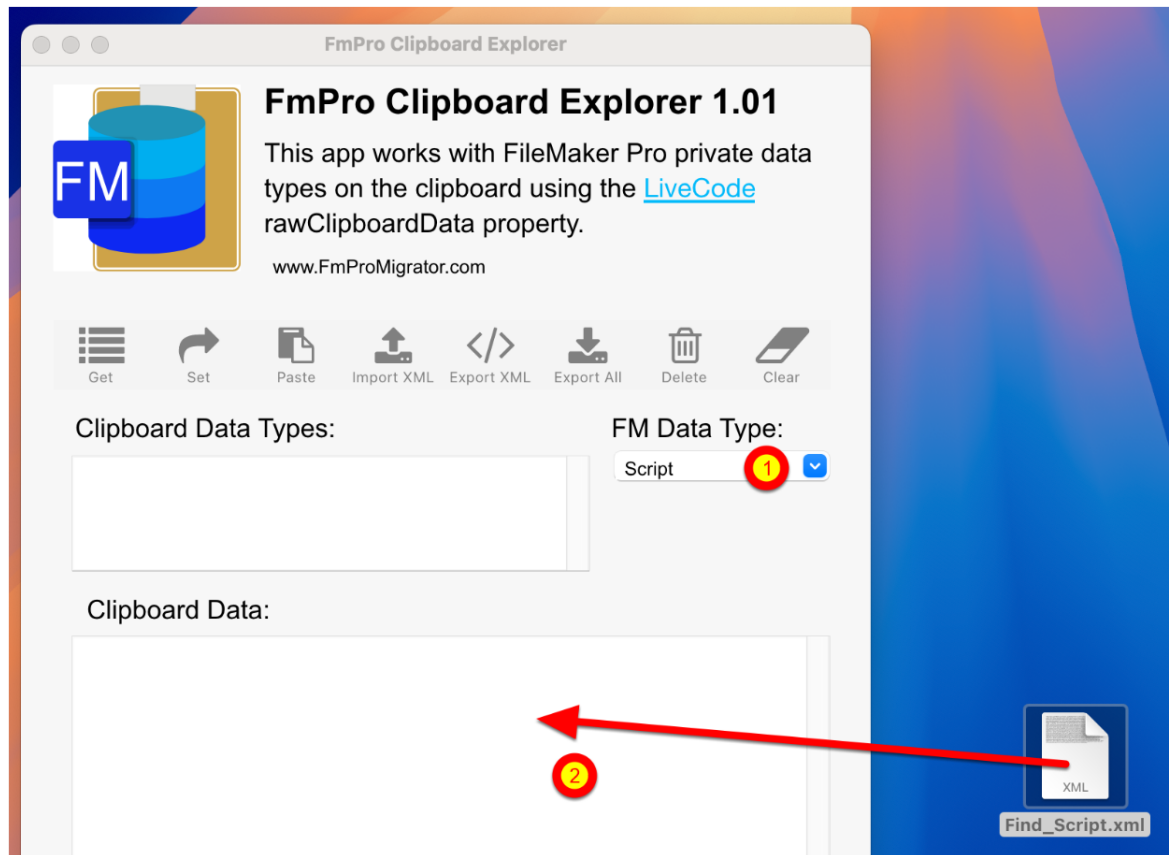 FmPro Clipboard Explorer
FM
FmPro Clipboard Explorer 1.01
This app works with FileMaker Pro private data
types on the clipboard using the LiveCode
rawClipboardData property.
www.FmProMigrator.com
Get Set Paste Import XML Export XML Export All Delete Clear
Clipboard Data Types:
FM Data Type:
Script
1
Clipboard Data:
2
XML
Find_Script.xml